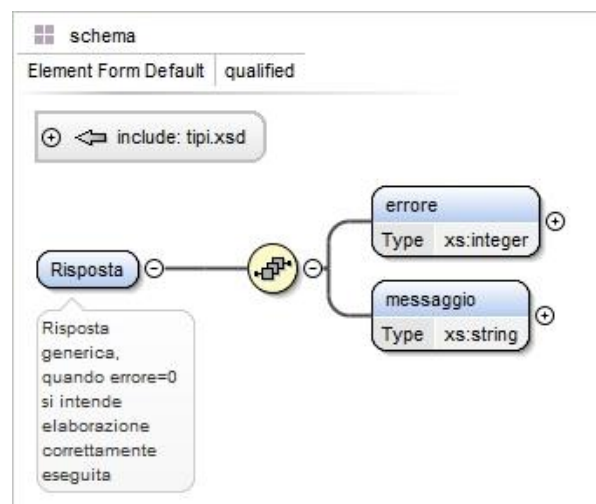 schema
Element Form Default qualified
include: tipi.xsd
errore
Type xs:integer
Risposta
messaggio
Type xs:string
Risposta
generica,
quando errore=0
si intende
elaborazione
correttamente
eseguita